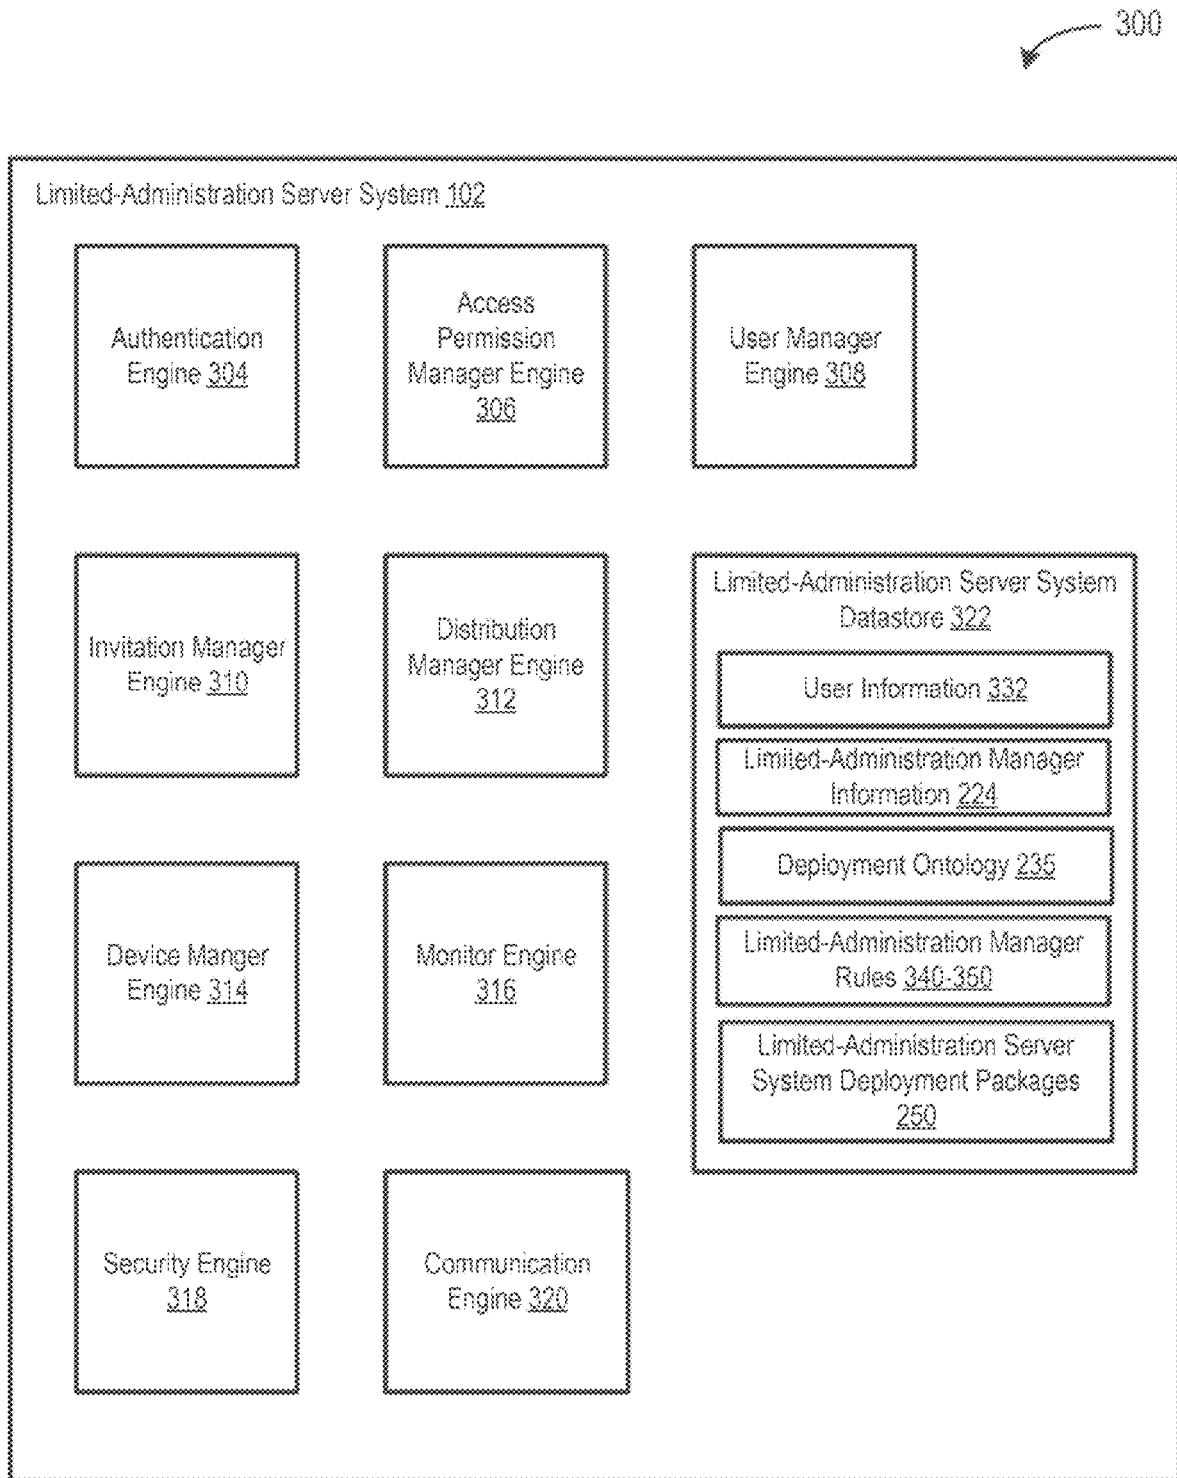 300
Limited-Administration Server System 102
Authentication
Engine 304
Access
Permission
Manager Engine
306
User Manager
Engine 308
Invitation Manager
Engine 310
Distribution
Manager Engine
312
Limited-Administration Server System
Datastore 322
User Information 332
Limited-Administration Manager
Information 224
Deployment Ontology 235
Limited-Administration Manager
Rules 340-350
Limited-Administration Server
System Deployment Packages
250
Device Manger
Engine 314
Monitor Engine
316
Security Engine
318
Communication
Engine 320